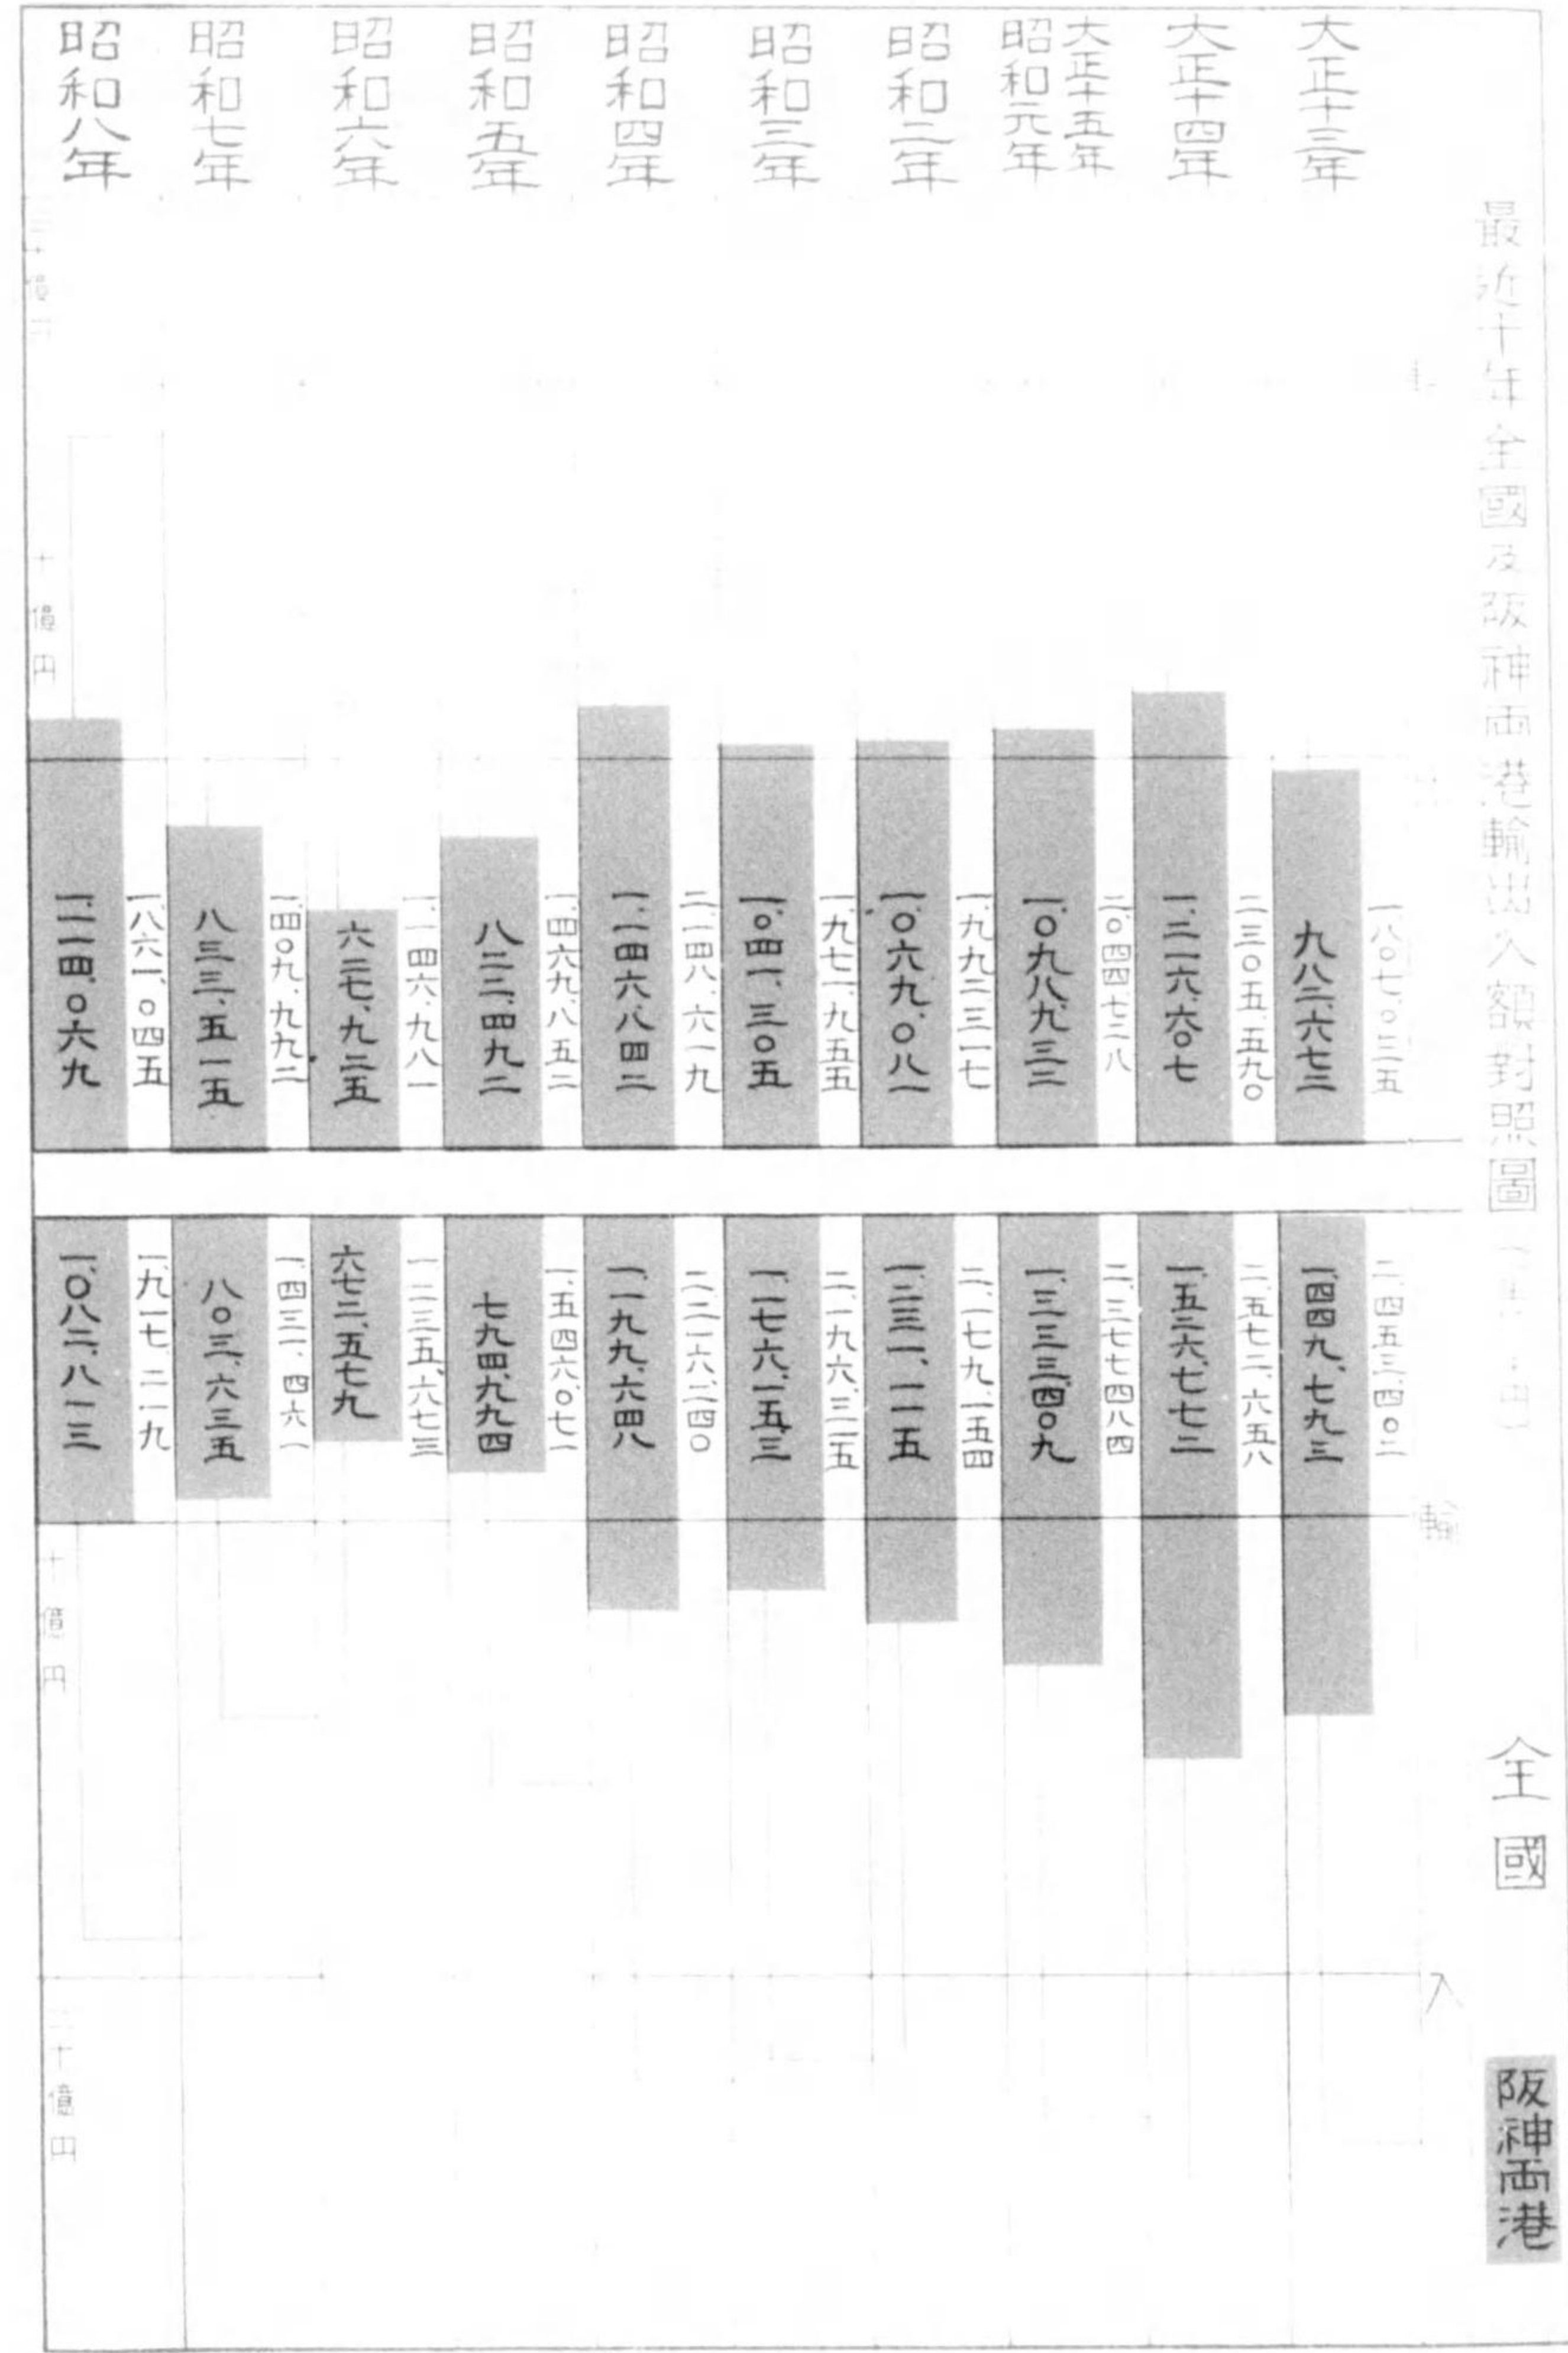 最近十年全國及阪神両港輸出入額對照圖
全國
阪神両港
大正十三年
大正十四年
大正十五年
昭和元年
昭和二年
昭和三年
昭和四年
昭和五年
昭和六年
昭和七年
昭和八年
十億円
一、八〇七、〇三五
九八二、六七三
二、三〇五、五九〇
一、二一六、六〇七
二、〇四四、七二八
一、〇九八、九三二
一、九九二、三一七
一、〇六九、〇八一
一、九七一、九五五
一、〇四一、三〇五
二、一四八、六一九
一、一四六、八四二
一、四六九、八五二
八二二、四九二
一、一四六、九八一
六二七、九二五
一、四〇九、九九二
八三三、五一五
一、八六一、〇四五
一、一一四、〇六九
輸
入
二、四五三、四〇二
一、四四九、七九三
二、五七二、六五八
一、五二六、七七二
二、三七七、四八四
一、三三三、四〇九
二、一七九、一五四
一、二三一、一一五
二、一九六、三一五
一、一七六、一五三
二、二一六、二四〇
一、一九九、六四八
一、五四六、〇七一
七九四、九九四
一、二三五、六七三
六七二、五七九
一、四三一、四六一
八〇三、六三五
一、九一七、二一九
一、〇八二、八一三
十億円
二十億円